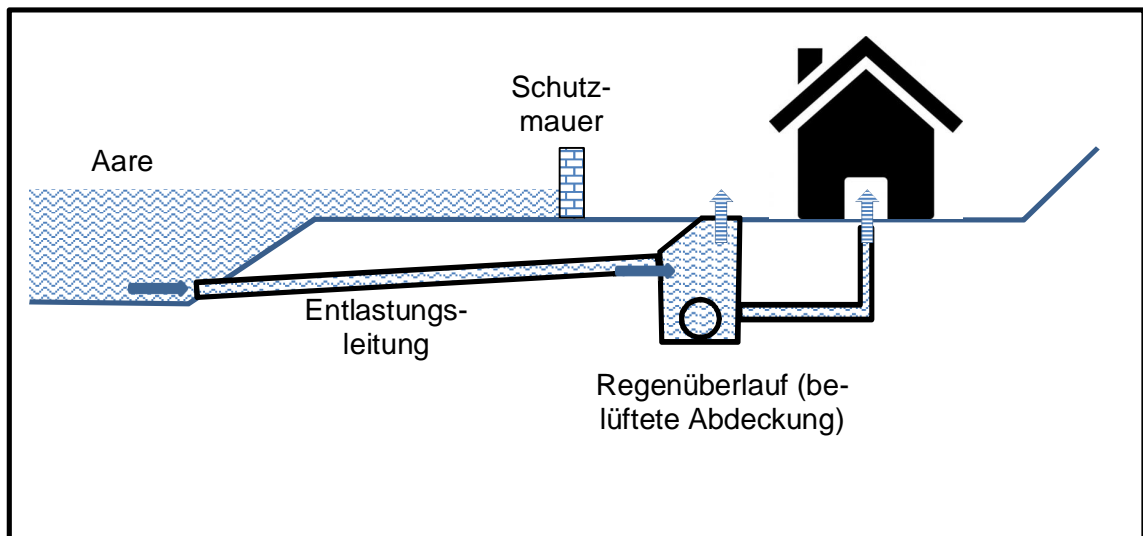 Schutz-
mauer
Aare
Entlastungs-
leitung
Regenüberlauf (be-
lüftete Abdeckung)